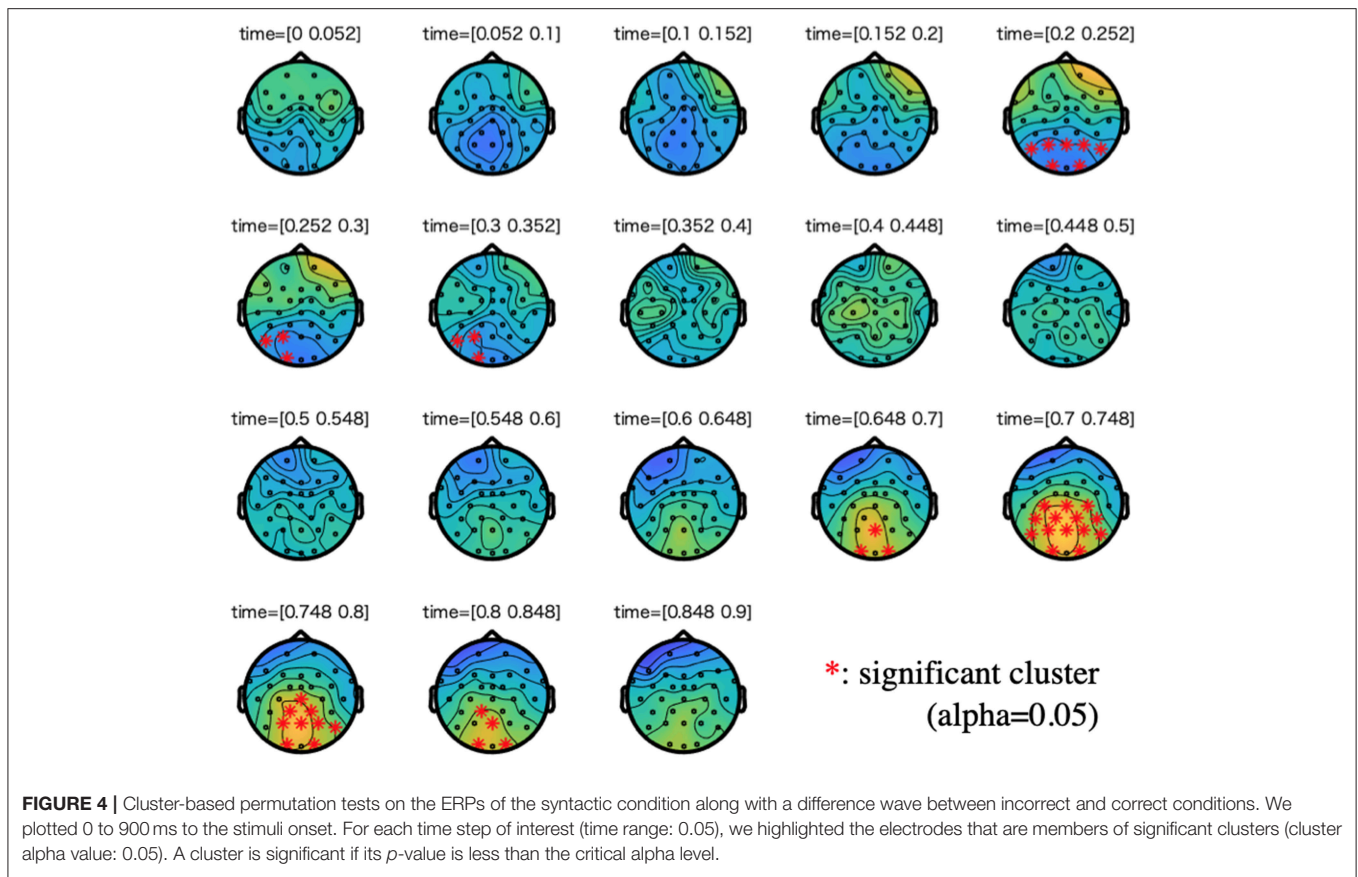 time=[0 0.052]
time=[0.052 0.1]
time=[0.1 0.152]
time=[0.152 0.2]
time=[0.2 0.252]
time=[0.252 0.3]
time=[0.3 0.352]
time=[0.352 0.4]
time=[0.4 0.448]
time=[0.448 0.5]
time=[0.5 0.548]
time=[0.548 0.6]
time=[0.6 0.648]
time=[0.648 0.7]
time=[0.7 0.748]
time=[0.748 0.8]
time=[0.8 0.848]
time=[0.848 0.9]
*: significant cluster
(alpha=0.05)
FIGURE 4 | Cluster-based permutation tests on the ERPs of the syntactic condition along with a difference wave between incorrect and correct conditions. We
plotted 0 to 900 ms to the stimuli onset. For each time step of interest (time range: 0.05), we highlighted the electrodes that are members of significant clusters (cluster
alpha value: 0.05). A cluster is significant if its p-value is less than the critical alpha level.